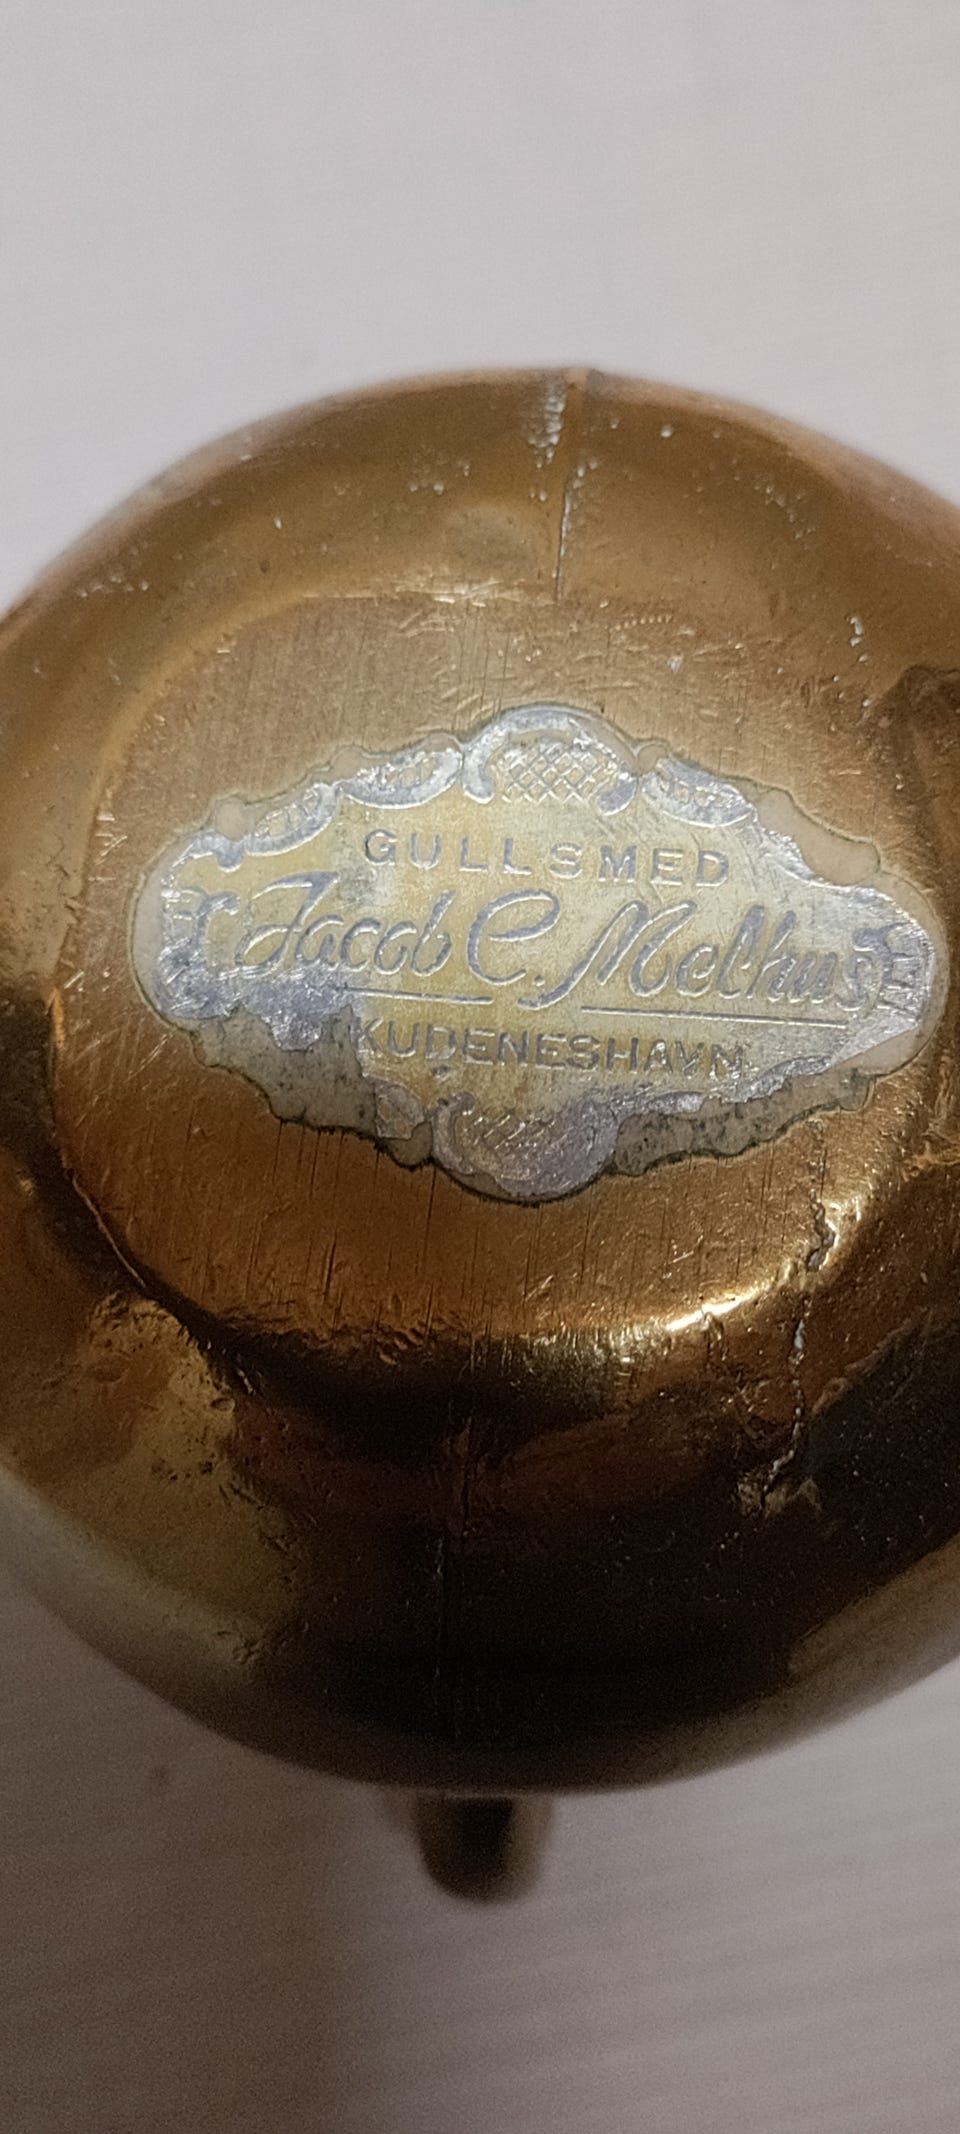 GULLSMED
Jacob C. Melhus
KUDENESHAVN